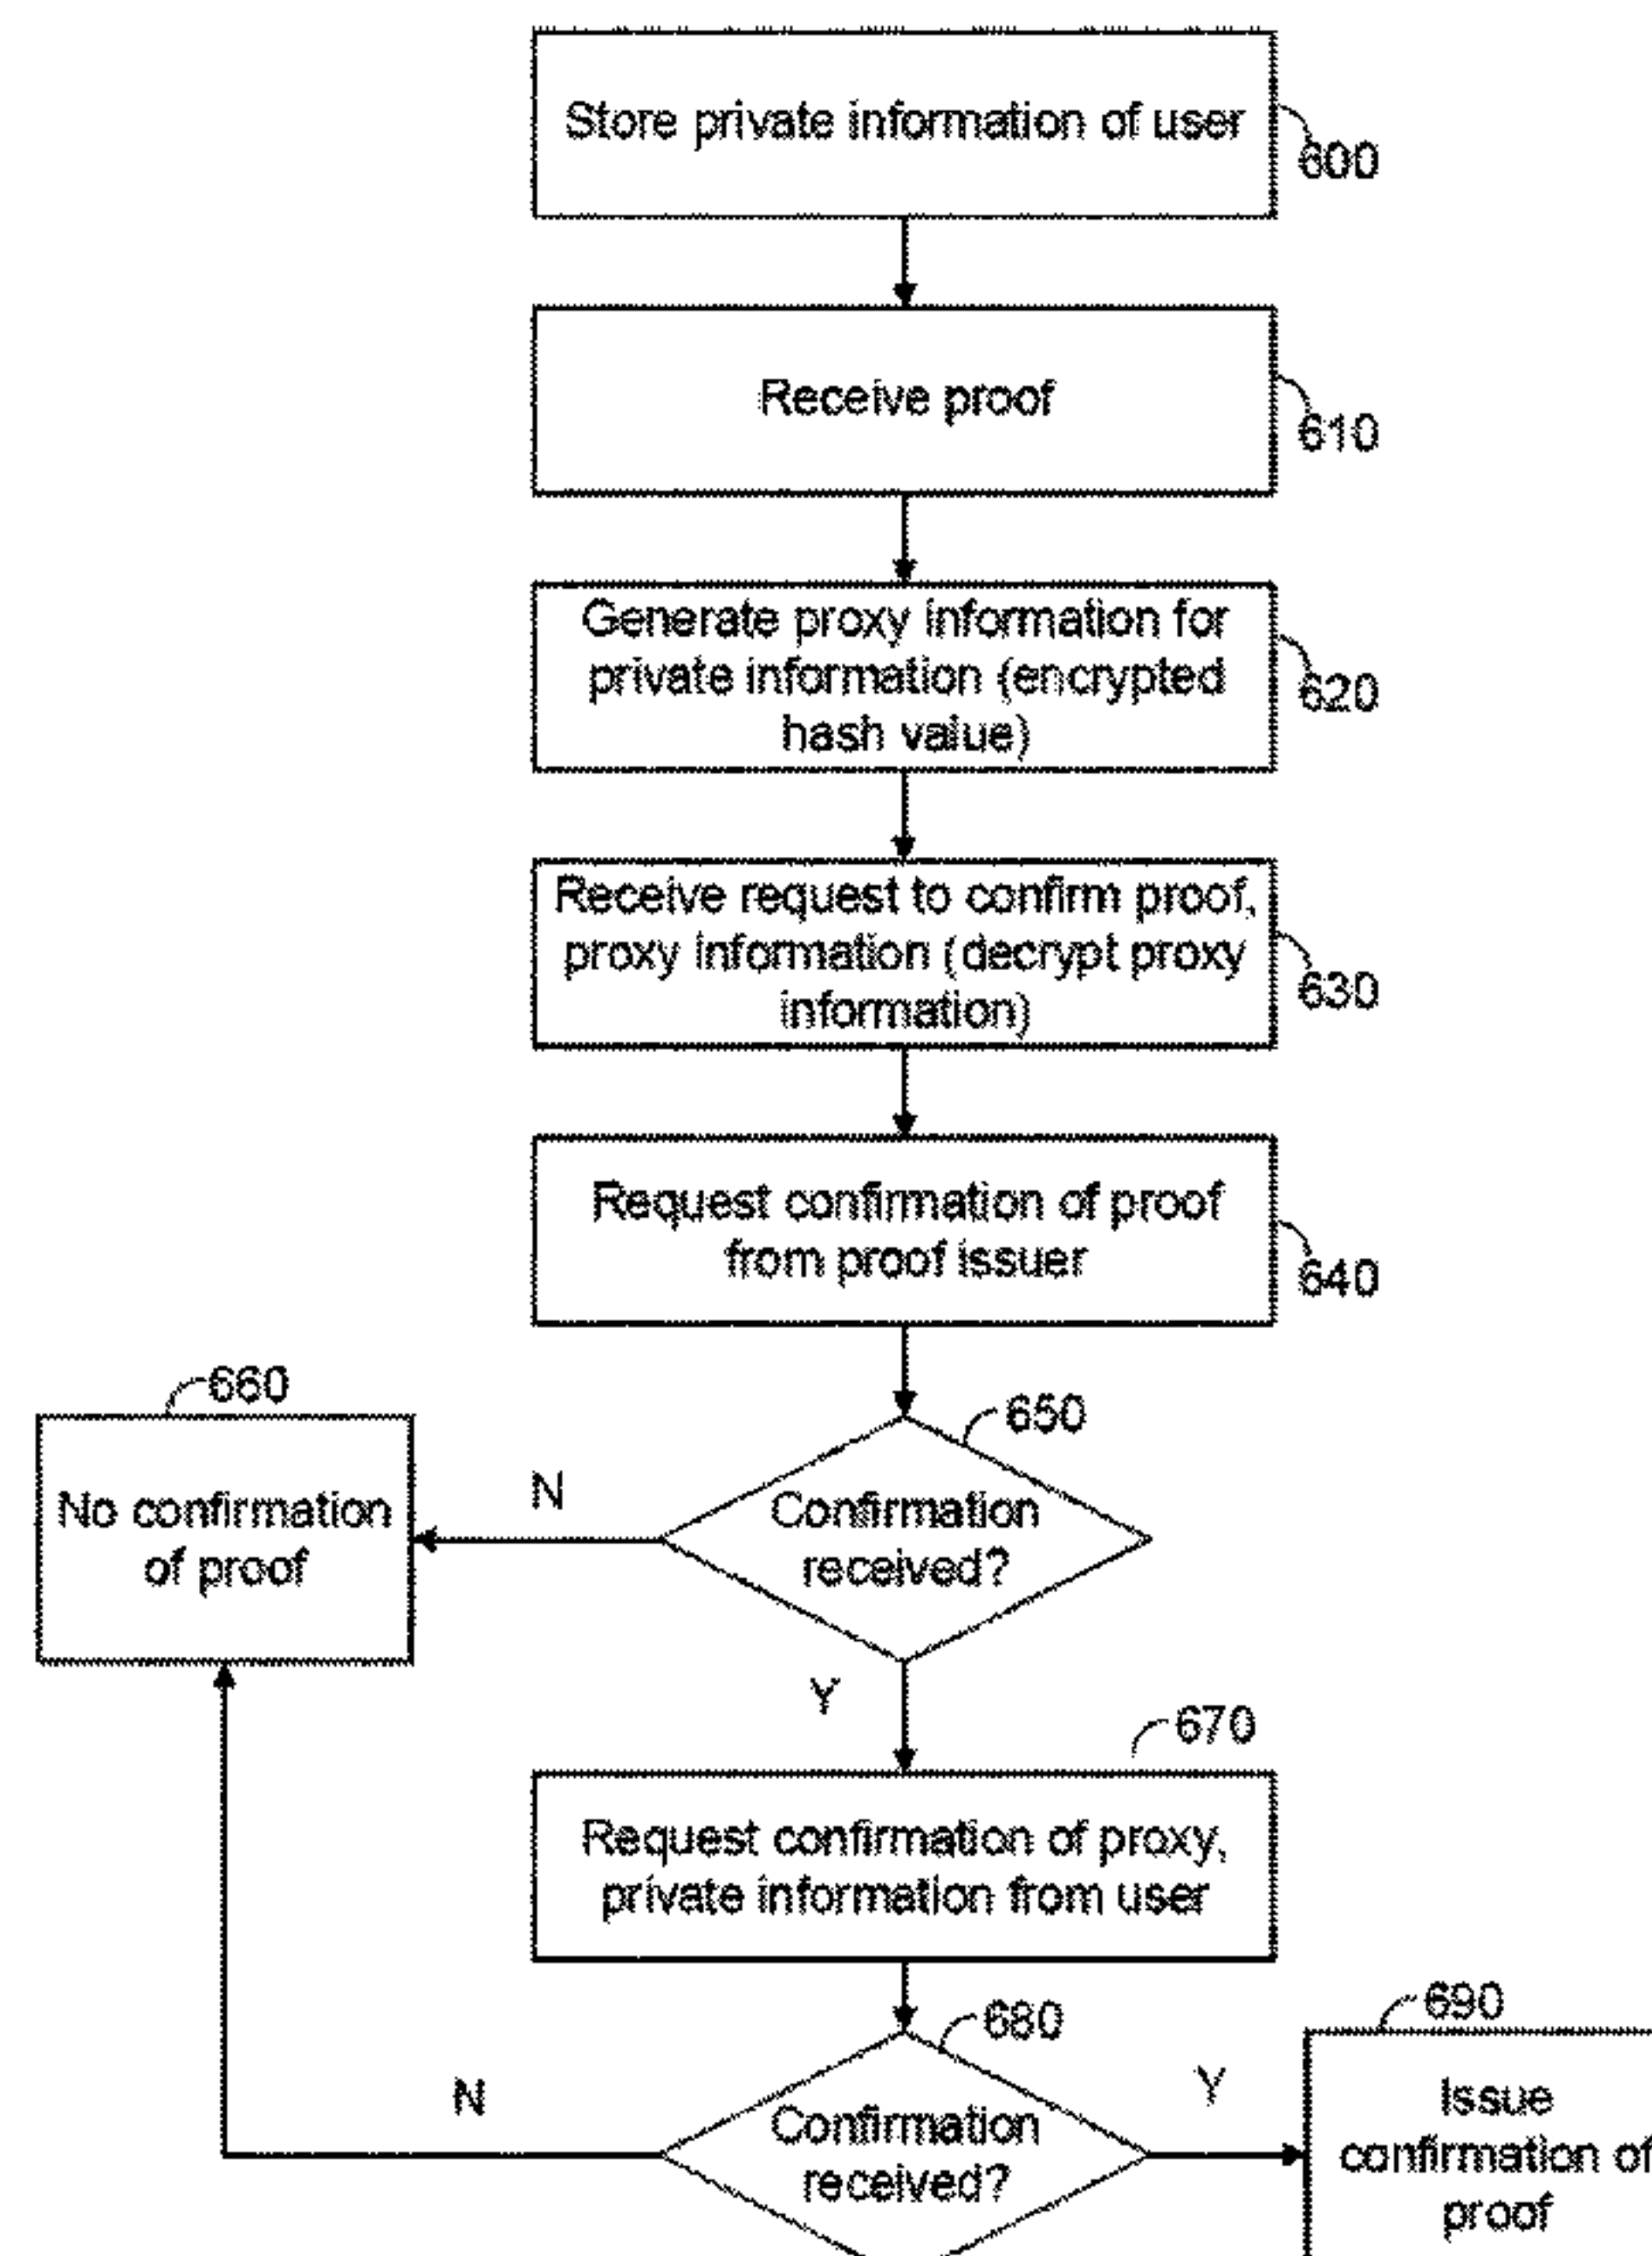 Store private information of user
600
Receive proof
610
Generate proxy information for
private information (encrypted
hash value)
620
Receive request to confirm proof,
proxy information (decrypt proxy
information)
630
Request confirmation of proof
from proof issuer
640
660
650
No confirmation
of proof
N
Confirmation
received?
Y
670
Request confirmation of proxy,
private information from user
680
690
N
Confirmation
received?
Y
Issue
confirmation of
proof